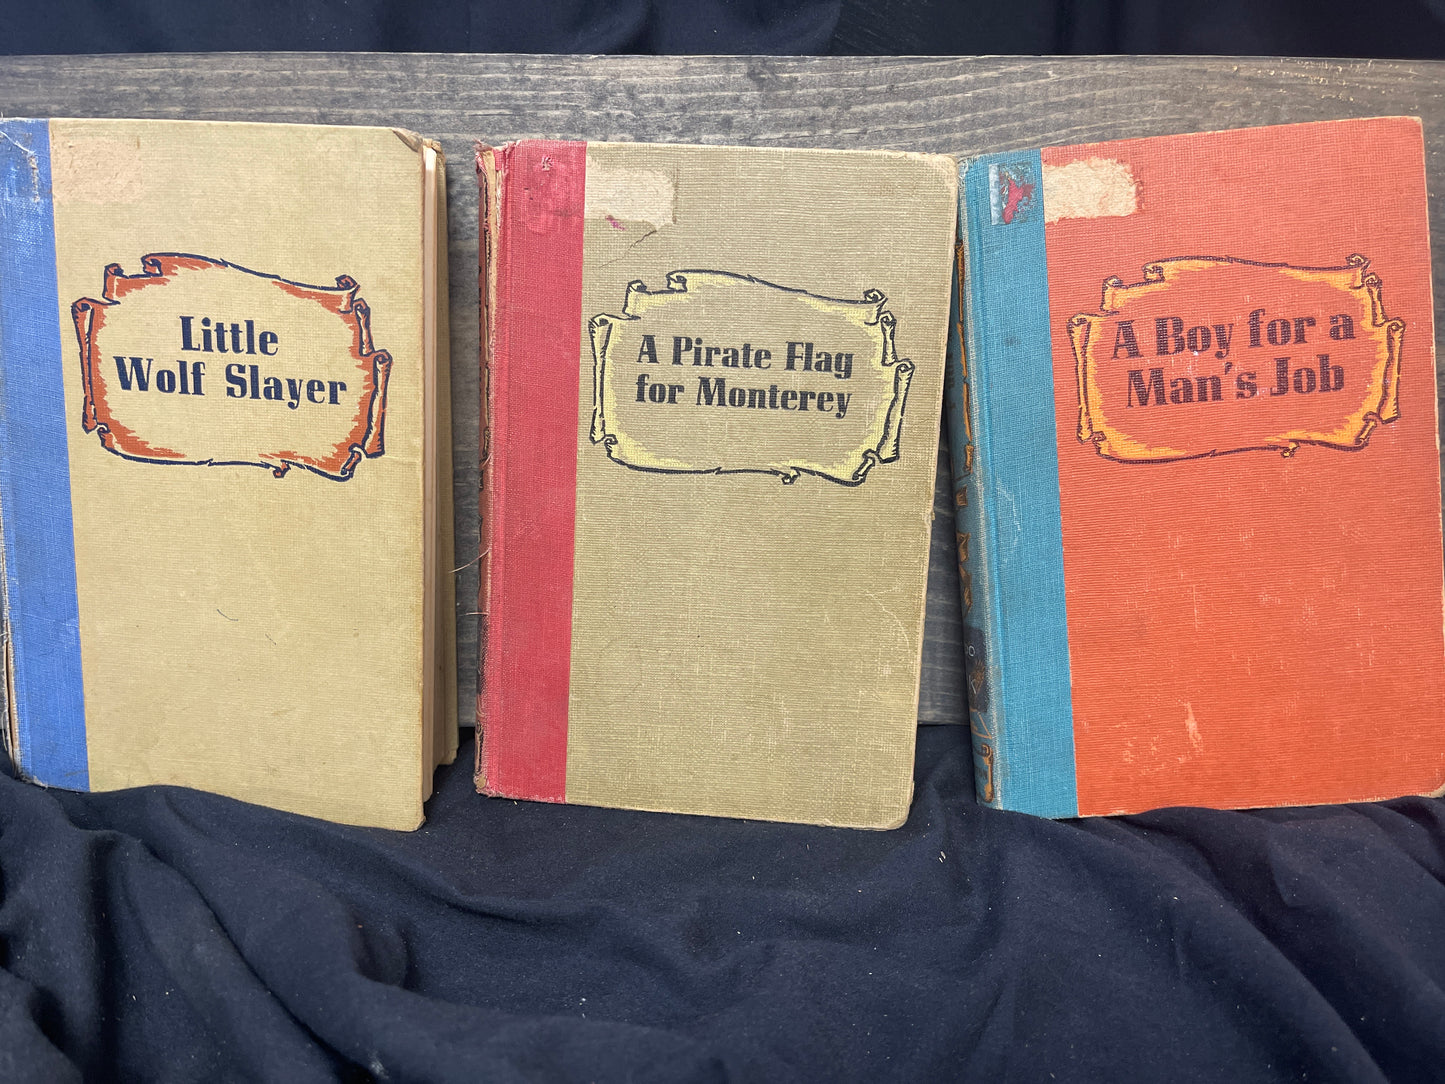 Little
Wolf Slayer
A Pirate Flag
for Monterey
A Boy for a
Man's Job